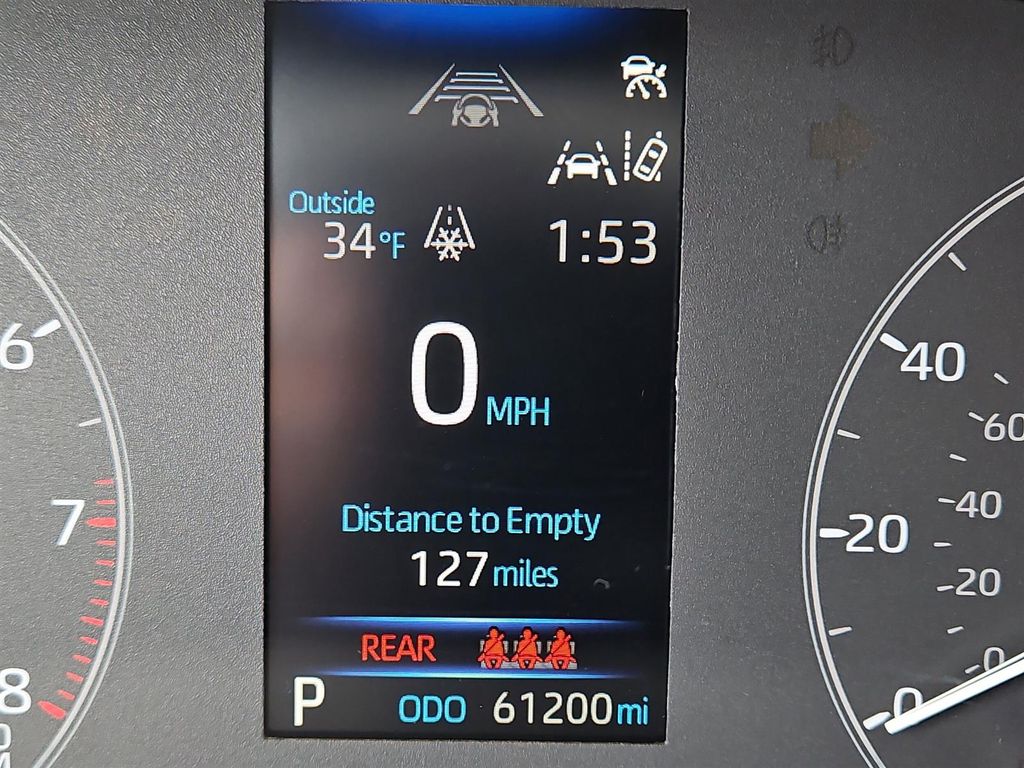 Outside
34°F
1:53
0 MPH
Distance to Empty
127 miles
REAR
P
ODO 61200 mi
6
7
8
40
60
40
20
20
0
0